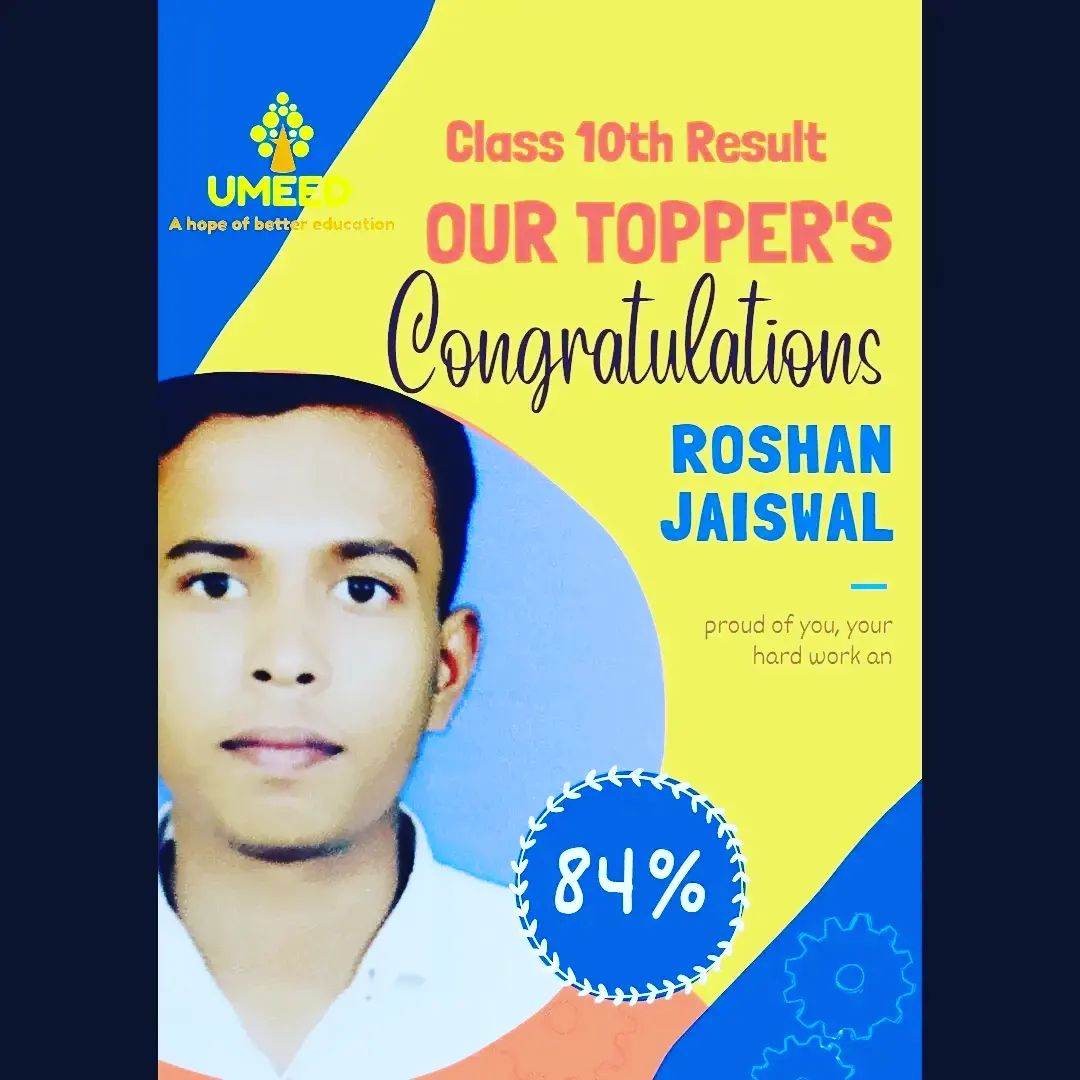 UMEED
A hope of better education
Class 10th Result
OUR TOPPER'S
Congratulations
ROSHAN
JAISWAL
proud of you, your
hard work an
84%